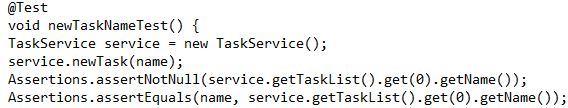 @Test
void newTaskNameTest() {
TaskService service = new TaskService();
service.newTask(name);
Assertions.assertNotNull(service.getTaskList().get(0).getName());
Assertions.assertEquals(name, service.getTaskList().get(0).getName());